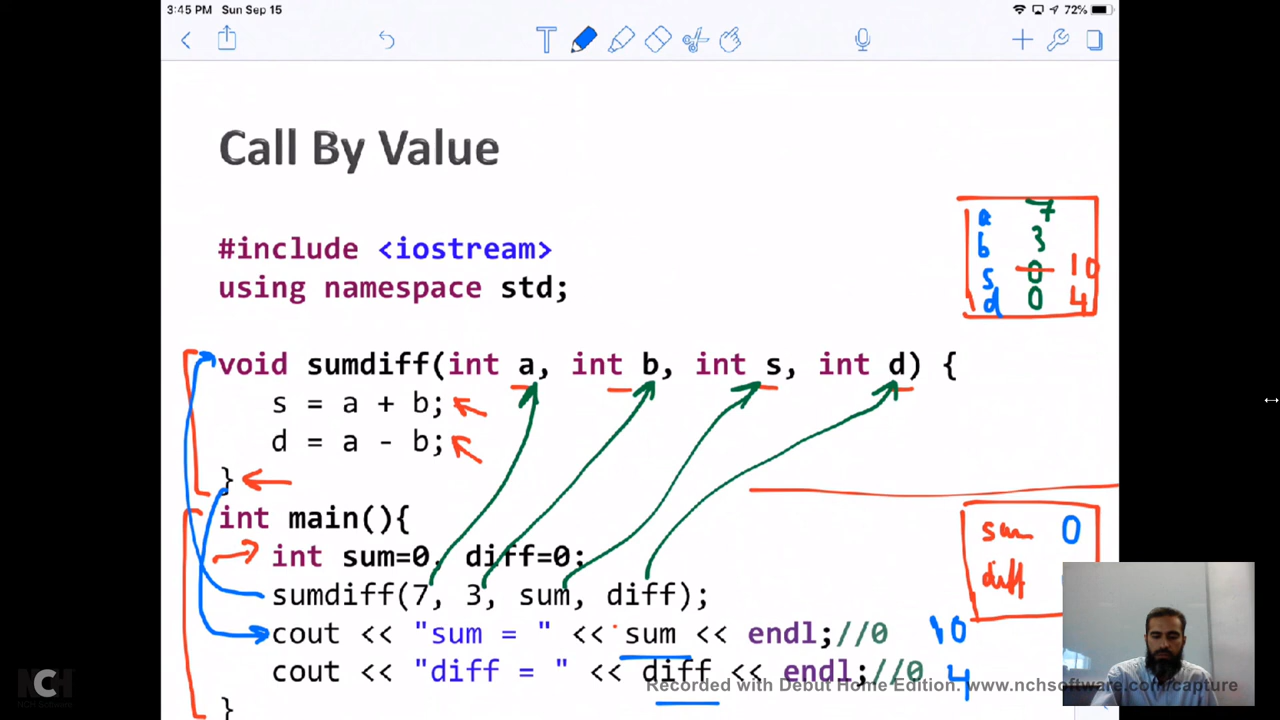 3:45 PM Sun Sep 15 72%
T
Call By Value
a 7
b 3
s 0 10
d 0 4
#include <iostream>
using namespace std;
void sumdiff(int a, int b, int s, int d) {
s = a + b;
d = a - b;
}
int main(){
int sum=0, diff=0;
sum 0
diff
sumdiff(7, 3, sum, diff);
cout << "sum = " << sum << endl;//0 10
cout << "diff = " << diff << endl;//0 4
}
NCH
NCH Software
Recorded with Debut Home Edition. www.nchsoftware.com/capture